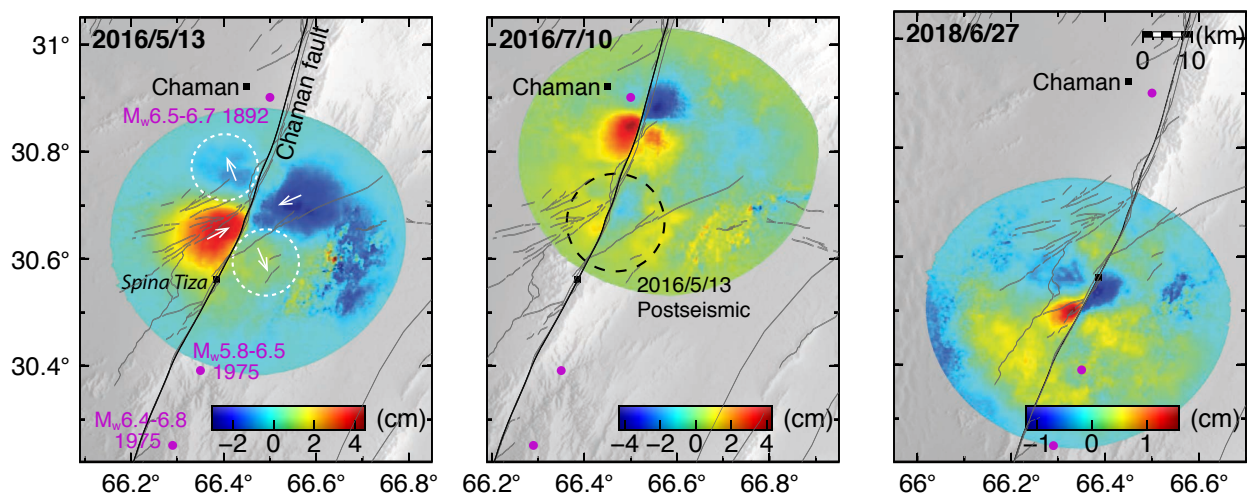 2016/5/13
Chaman
Chaman fault
Mw6.5-6.7 1892
Spina Tiza
Mw5.8-6.5
1975
Mw6.4-6.8
1975
−2 0 2 4 (cm)
31°
30.8°
30.6°
30.4°
66.2° 66.4° 66.6° 66.8°
2016/7/10
Chaman
2016/5/13
Postseismic
−4 −2 0 2 4 (cm)
66.2° 66.4° 66.6° 66.8°
2018/6/27
(km)
0 10
Chaman
−1 0 1 (cm)
66° 66.2° 66.4° 66.6°